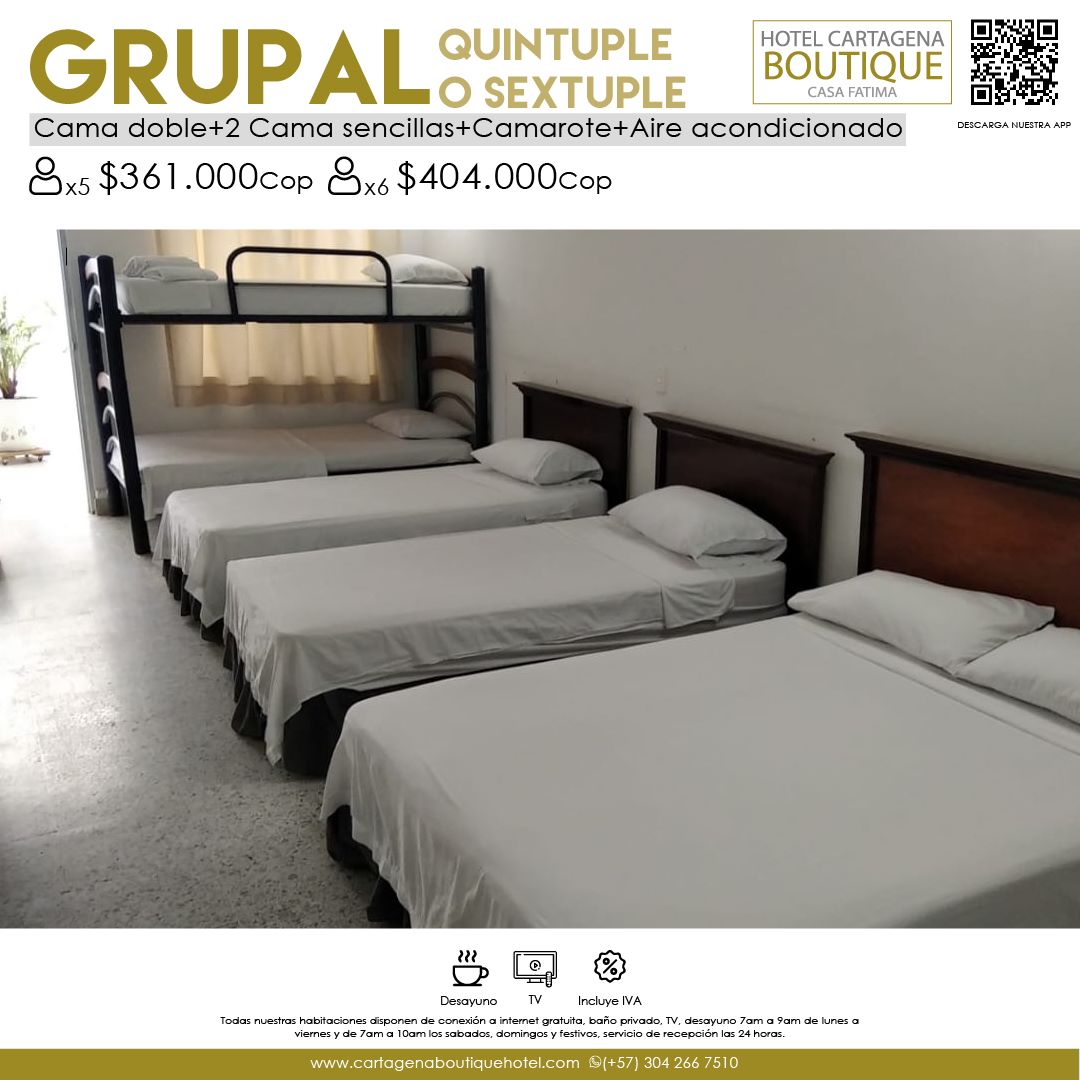 GRUPAL
QUINTUPLE
O SEXTUPLE
HOTEL CARTAGENA
BOUTIQUE
CASA FATIMA
DESCARGA NUESTRA APP
Cama doble+2 Cama sencillas+Camarote+Aire acondicionado
x5 $361.000Cop x6 $404.000Cop
Desayuno TV Incluye IVA
Todas nuestras habitaciones disponen de conexión a internet gratuita, baño privado, TV, desayuno 7am a 9am de lunes a
viernes y de 7am a 10am los sabados, domingos y festivos, servicio de recepción las 24 horas.
www.cartagenaboutiquehotel.com (+57) 304 266 7510